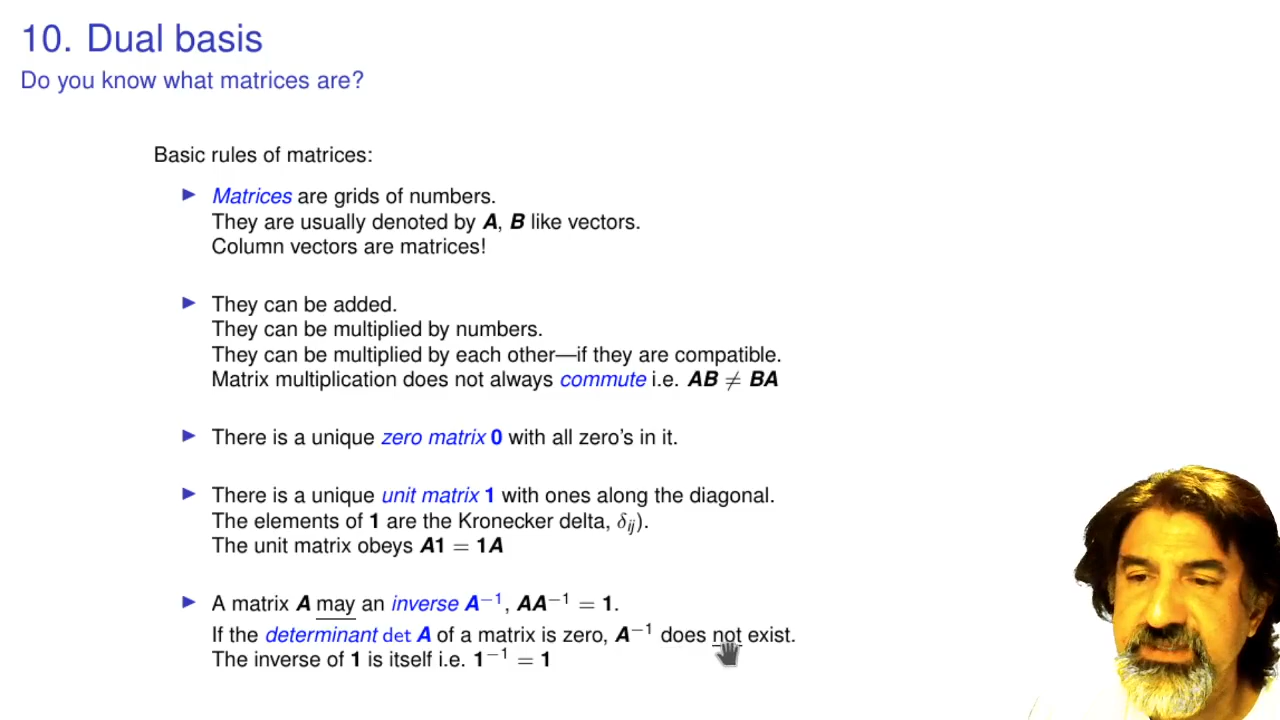 10. Dual basis
Do you know what matrices are?
Basic rules of matrices:
▶ Matrices are grids of numbers.
They are usually denoted by A, B like vectors.
Column vectors are matrices!
▶ They can be added.
They can be multiplied by numbers.
They can be multiplied by each other—if they are compatible.
Matrix multiplication does not always commute i.e. AB ≠ BA
▶ There is a unique zero matrix 0 with all zero's in it.
▶ There is a unique unit matrix 1 with ones along the diagonal.
The elements of 1 are the Kronecker delta, δij).
The unit matrix obeys A1 = 1A
▶ A matrix A may an inverse A⁻¹, AA⁻¹ = 1.
If the determinant det A of a matrix is zero, A⁻¹ does not exist.
The inverse of 1 is itself i.e. 1⁻¹ = 1